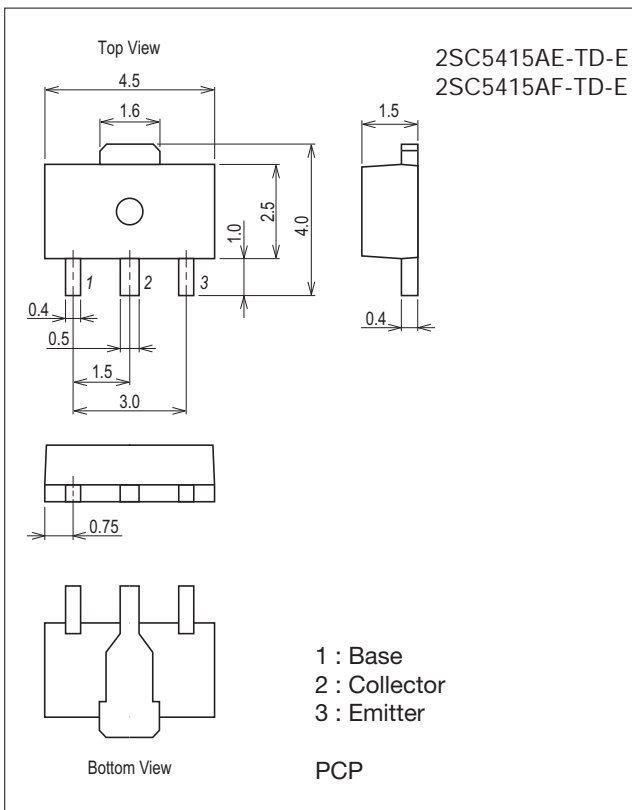 Top View
2SC5415AE-TD-E
2SC5415AF-TD-E
4.5
1.6
1.5
2.5
4.0
1.0
1
2
3
0.4
0.5
0.4
1.5
3.0
0.75
1 : Base
2 : Collector
3 : Emitter
Bottom View
PCP